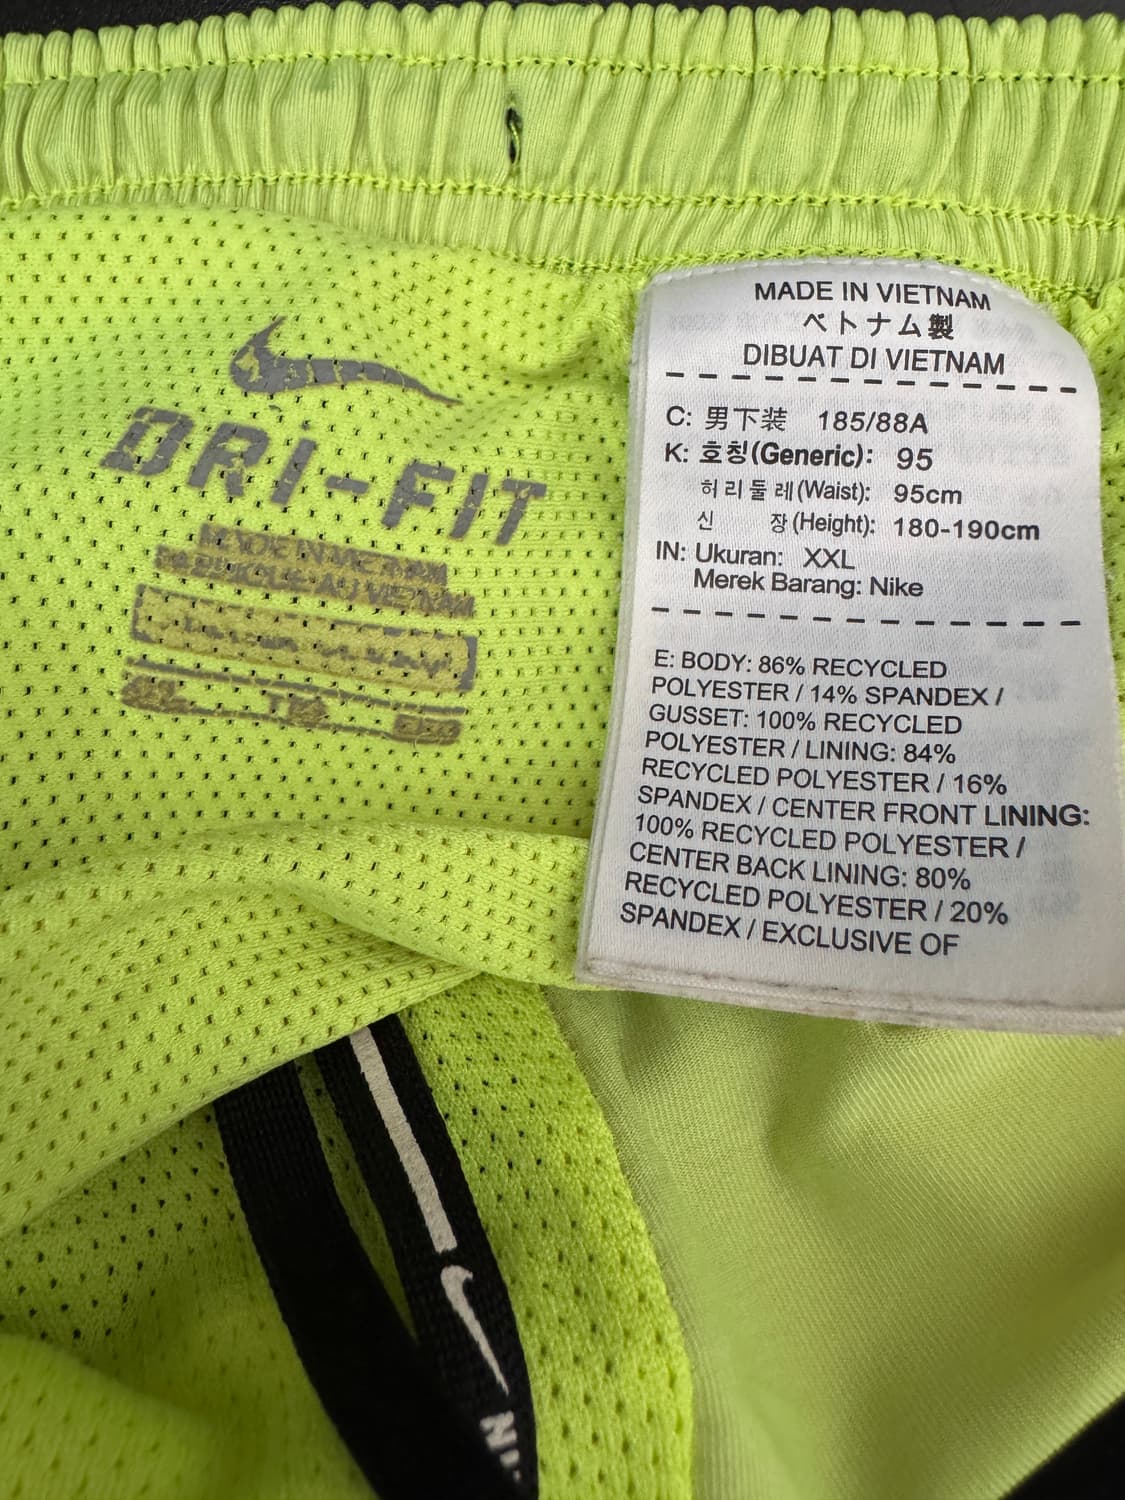 DRI-FIT
MADE IN VIETNAM
ベトナム製
DIBUAT DI VIETNAM
C: 男下装 185/88A
K: 호칭(Generic): 95
허리둘레(Waist): 95cm
신 장(Height): 180-190cm
IN: Ukuran: XXL
Merek Barang: Nike
E: BODY: 86% RECYCLED
POLYESTER / 14% SPANDEX /
GUSSET: 100% RECYCLED
POLYESTER / LINING: 84%
RECYCLED POLYESTER / 16%
SPANDEX / CENTER FRONT LINING:
100% RECYCLED POLYESTER /
CENTER BACK LINING: 80%
RECYCLED POLYESTER / 20%
SPANDEX / EXCLUSIVE OF